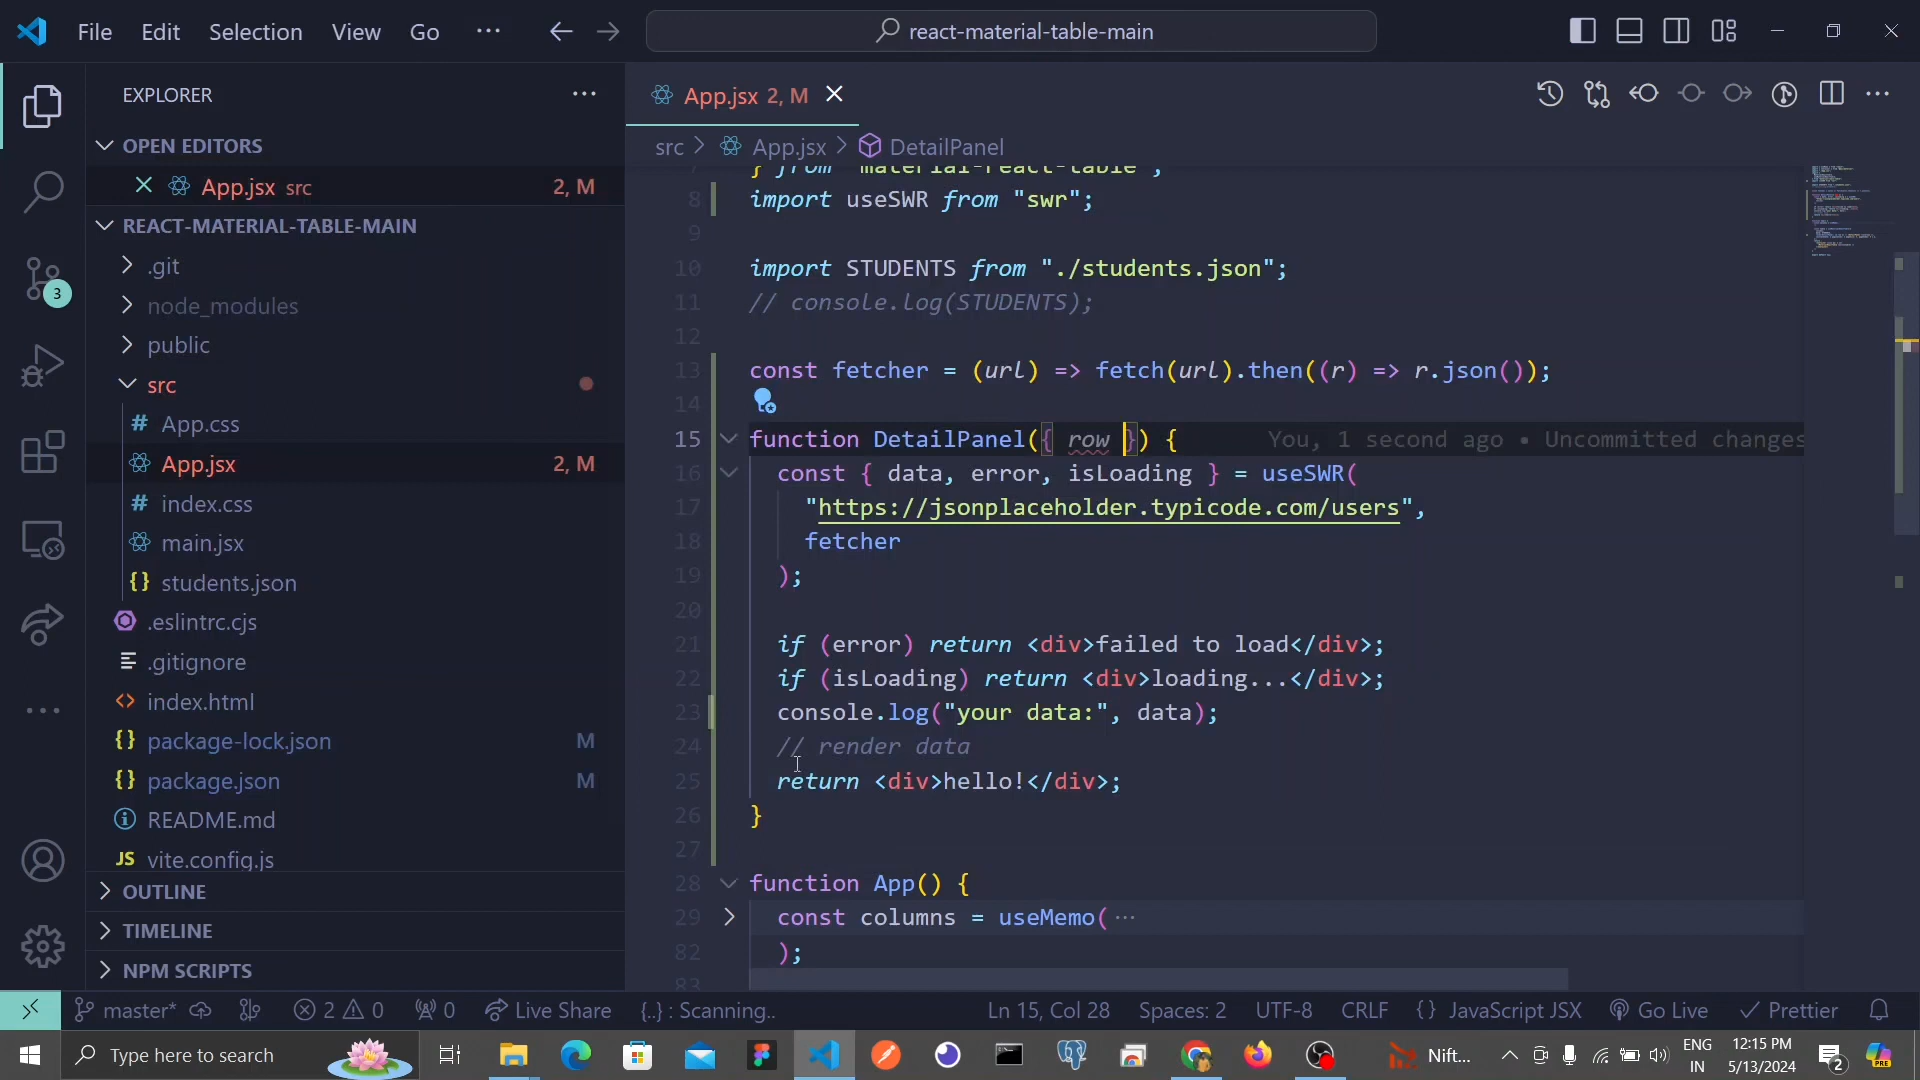 File Edit Selection View Go ... react-material-table-main
EXPLORER
OPEN EDITORS
App.jsx src 2, M
REACT-MATERIAL-TABLE-MAIN
.git
3
node_modules
public
src
App.css
App.jsx 2, M
index.css
main.jsx
students.json
.eslintrc.cjs
.gitignore
index.html
package-lock.json M
package.json M
README.md
vite.config.js
OUTLINE
TIMELINE
NPM SCRIPTS
App.jsx 2, M
src > App.jsx > DetailPanel
} from "material-react-table";
8 import useSWR from "swr";
9
10 import STUDENTS from "./students.json";
11 // console.log(STUDENTS);
12
13 const fetcher = (url) => fetch(url).then((r) => r.json());
14
15 function DetailPanel({ row }) { You, 1 second ago • Uncommitted changes
16 const { data, error, isLoading } = useSWR(
17 "https://jsonplaceholder.typicode.com/users",
18 fetcher
19 );
20
21 if (error) return <div>failed to load</div>;
22 if (isLoading) return <div>loading...</div>;
23 console.log("your data:", data);
24 // render data
25 return <div>hello!</div>;
26 }
27
28 function App() {
29 const columns = useMemo( ...
82 );
83
master* 2 0 0 Live Share {..} : Scanning.. Ln 15, Col 28 Spaces: 2 UTF-8 CRLF {} JavaScript JSX Go Live Prettier
Type here to search Nift... ENG IN 12:15 PM 5/13/2024 2 PRE